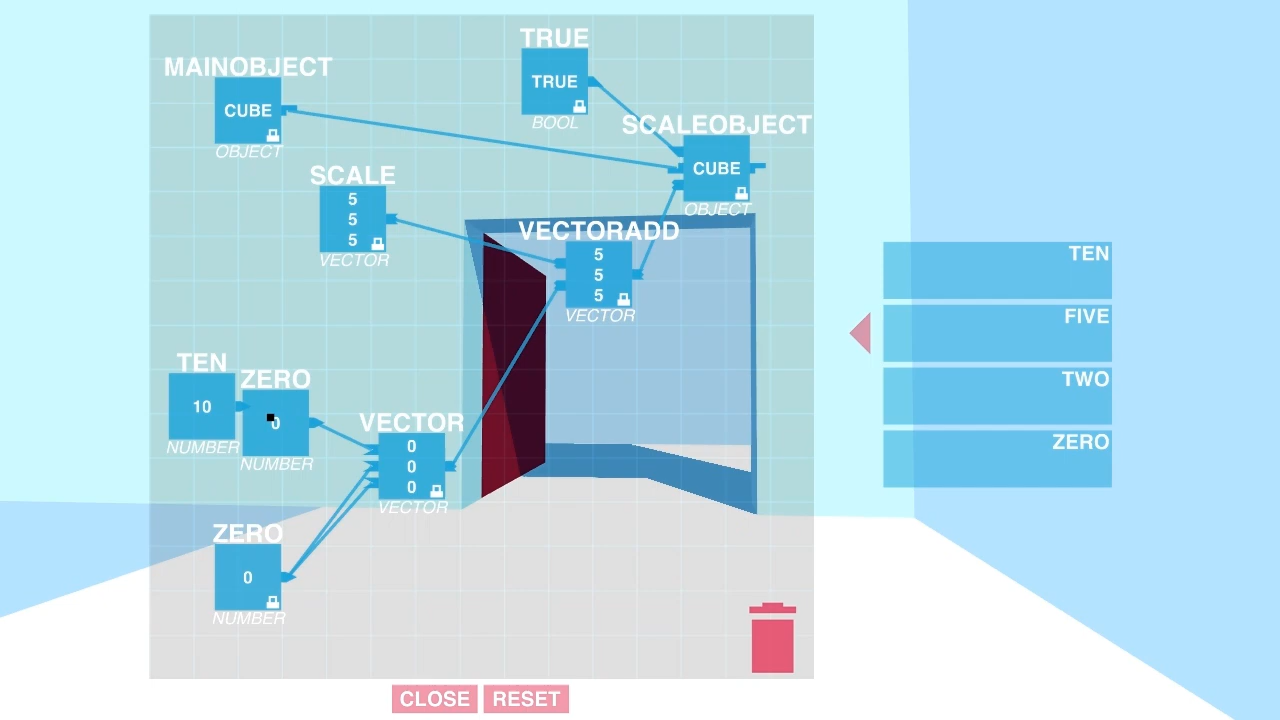 TRUE
MAINOBJECT
TRUE
CUBE
BOOL
SCALEOBJECT
OBJECT
CUBE
SCALE
5
5
5
OBJECT
VECTORADD
VECTOR
5
5
5
VECTOR
TEN
ZERO
10
0
VECTOR
NUMBER
NUMBER
0
0
0
VECTOR
ZERO
0
NUMBER
TEN
FIVE
TWO
ZERO
CLOSE
RESET